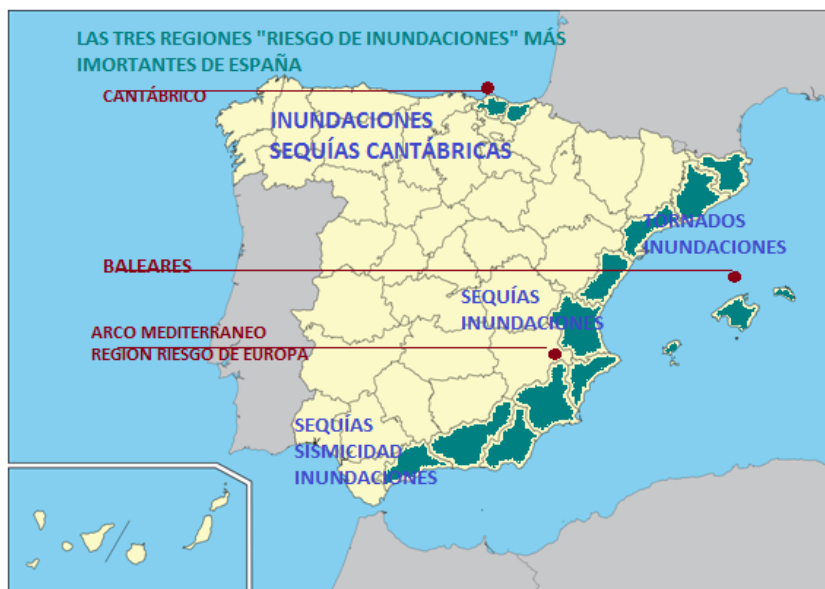 LAS TRES REGIONES "RIESGO DE INUNDACIONES" MÁS
IMORTANTES DE ESPAÑA
CANTÁBRICO
INUNDACIONES
SEQUÍAS CANTÁBRICAS
TORNADOS
INUNDACIONES
BALEARES
SEQUÍAS
INUNDACIONES
ARCO MEDITERRANEO
REGION RIESGO DE EUROPA
SEQUÍAS
SISMICIDAD
INUNDACIONES